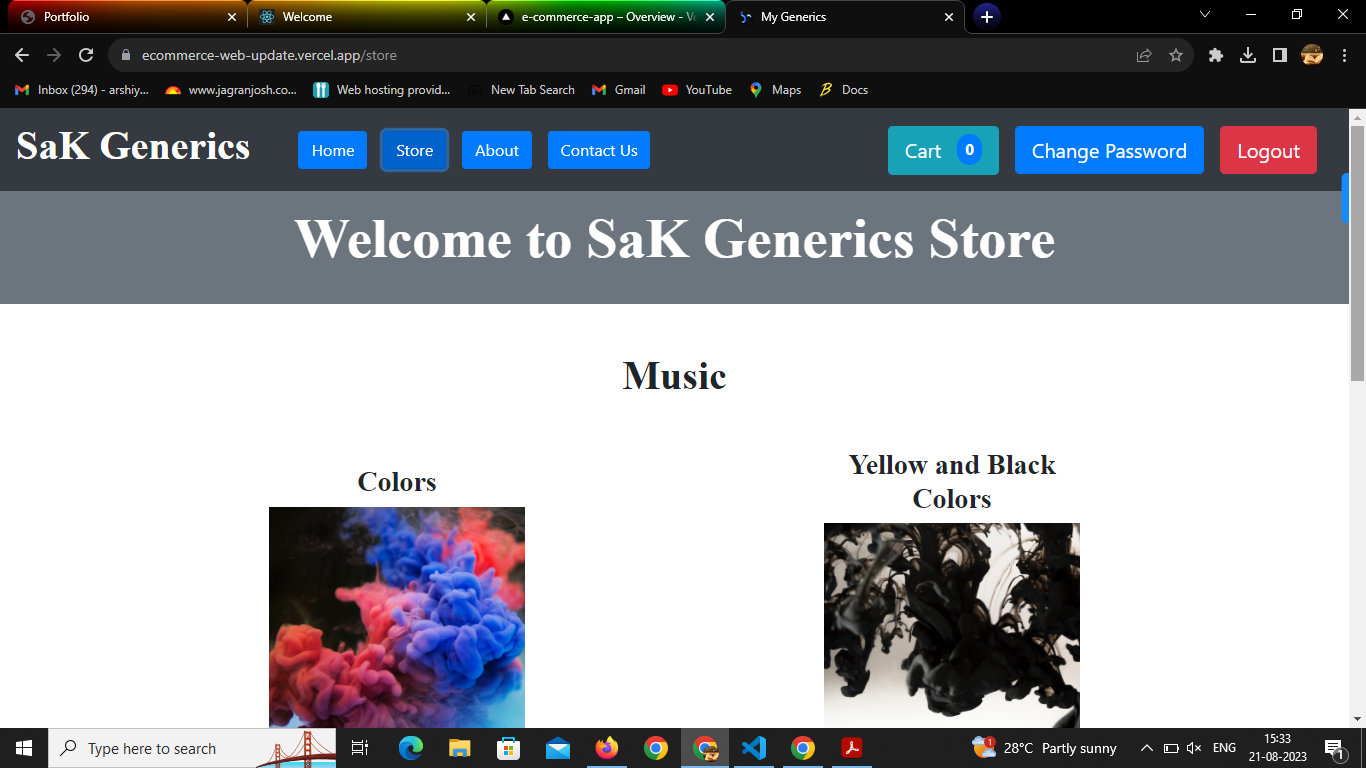 Portfolio
Welcome
e-commerce-app – Overview - Ve
My Generics
ecommerce-web-update.vercel.app/store
Inbox (294) - arshiy...
www.jagranjosh.co...
Web hosting provid...
New Tab Search
Gmail
YouTube
Maps
Docs
SaK Generics
Home
Store
About
Contact Us
Cart 0
Change Password
Logout
Welcome to SaK Generics Store
Music
Colors
Yellow and Black
Colors
Type here to search
1
28°C Partly sunny
ENG
15:33
21-08-2023
1